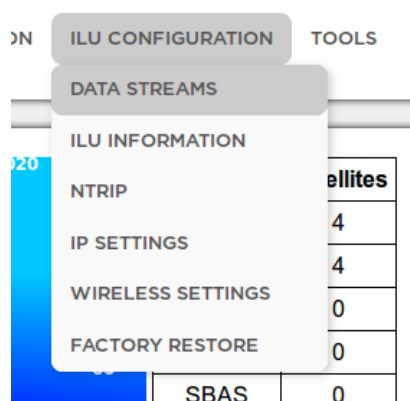 ON ILU CONFIGURATION TOOLS
DATA STREAMS
ILU INFORMATION
020
ellites
NTRIP
4
IP SETTINGS
4
WIRELESS SETTINGS
0
FACTORY RESTORE
0
SBAS 0